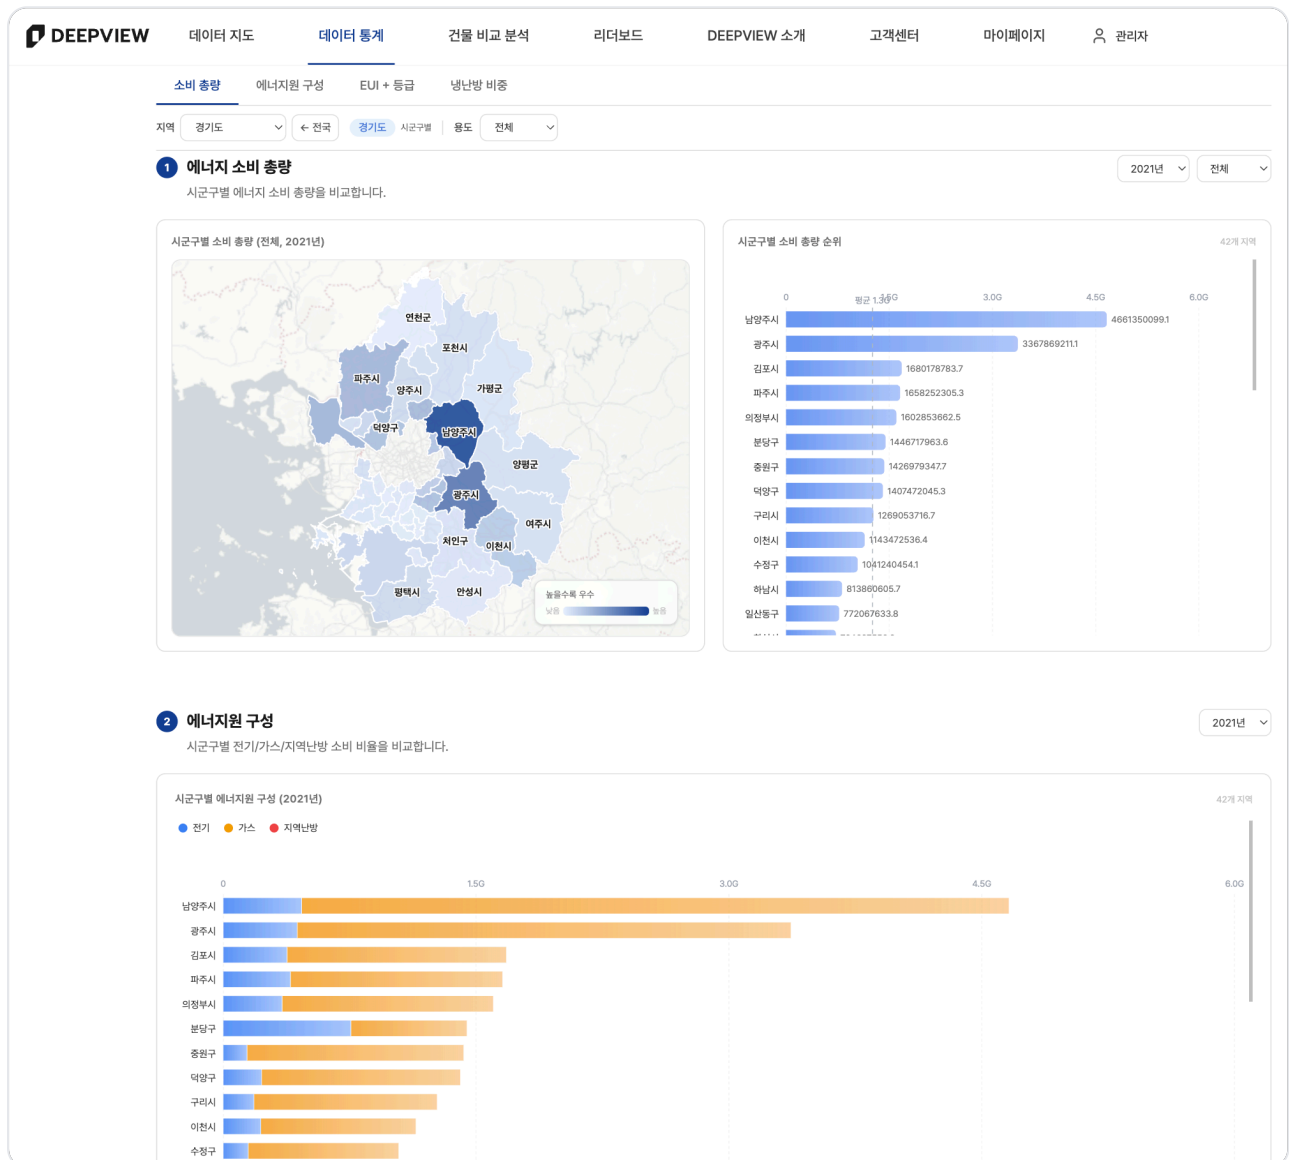 DEEPVIEW 데이터 지도 데이터 통계 건물 비교 분석 리더보드 DEEPVIEW 소개 고객센터 마이페이지 관리자
소비 총량 에너지원 구성 EUI + 등급 냉난방 비중
지역 경기도 ← 전국 경기도 시군구별 용도 전체
1 에너지 소비 총량 2021년 전체
시군구별 에너지 소비 총량을 비교합니다.
시군구별 소비 총량 (전체, 2021년)
연천군
포천시
파주시
양주시
가평군
덕양구
남양주시
양평군
광주시
여주시
처인구
이천시
평택시
안성시
높을수록 우수
낮음 높음
시군구별 소비 총량 순위 42개 지역
0 1.5G 3.0G 4.5G 6.0G
평균 1.3G
남양주시 4661350099.1
광주시 3367869211.1
김포시 1680178783.7
파주시 1658252305.3
의정부시 1602853662.5
분당구 1446717963.6
중원구 1426979347.7
덕양구 1407472045.3
구리시 1269053716.7
이천시 1143472536.4
수정구 1041240454.1
하남시 813860605.7
일산동구 772067633.8
2 에너지원 구성 2021년
시군구별 전기/가스/지역난방 소비 비율을 비교합니다.
시군구별 에너지원 구성 (2021년) 42개 지역
전기 가스 지역난방
0 1.5G 3.0G 4.5G 6.0G
남양주시
광주시
김포시
파주시
의정부시
분당구
중원구
덕양구
구리시
이천시
수정구